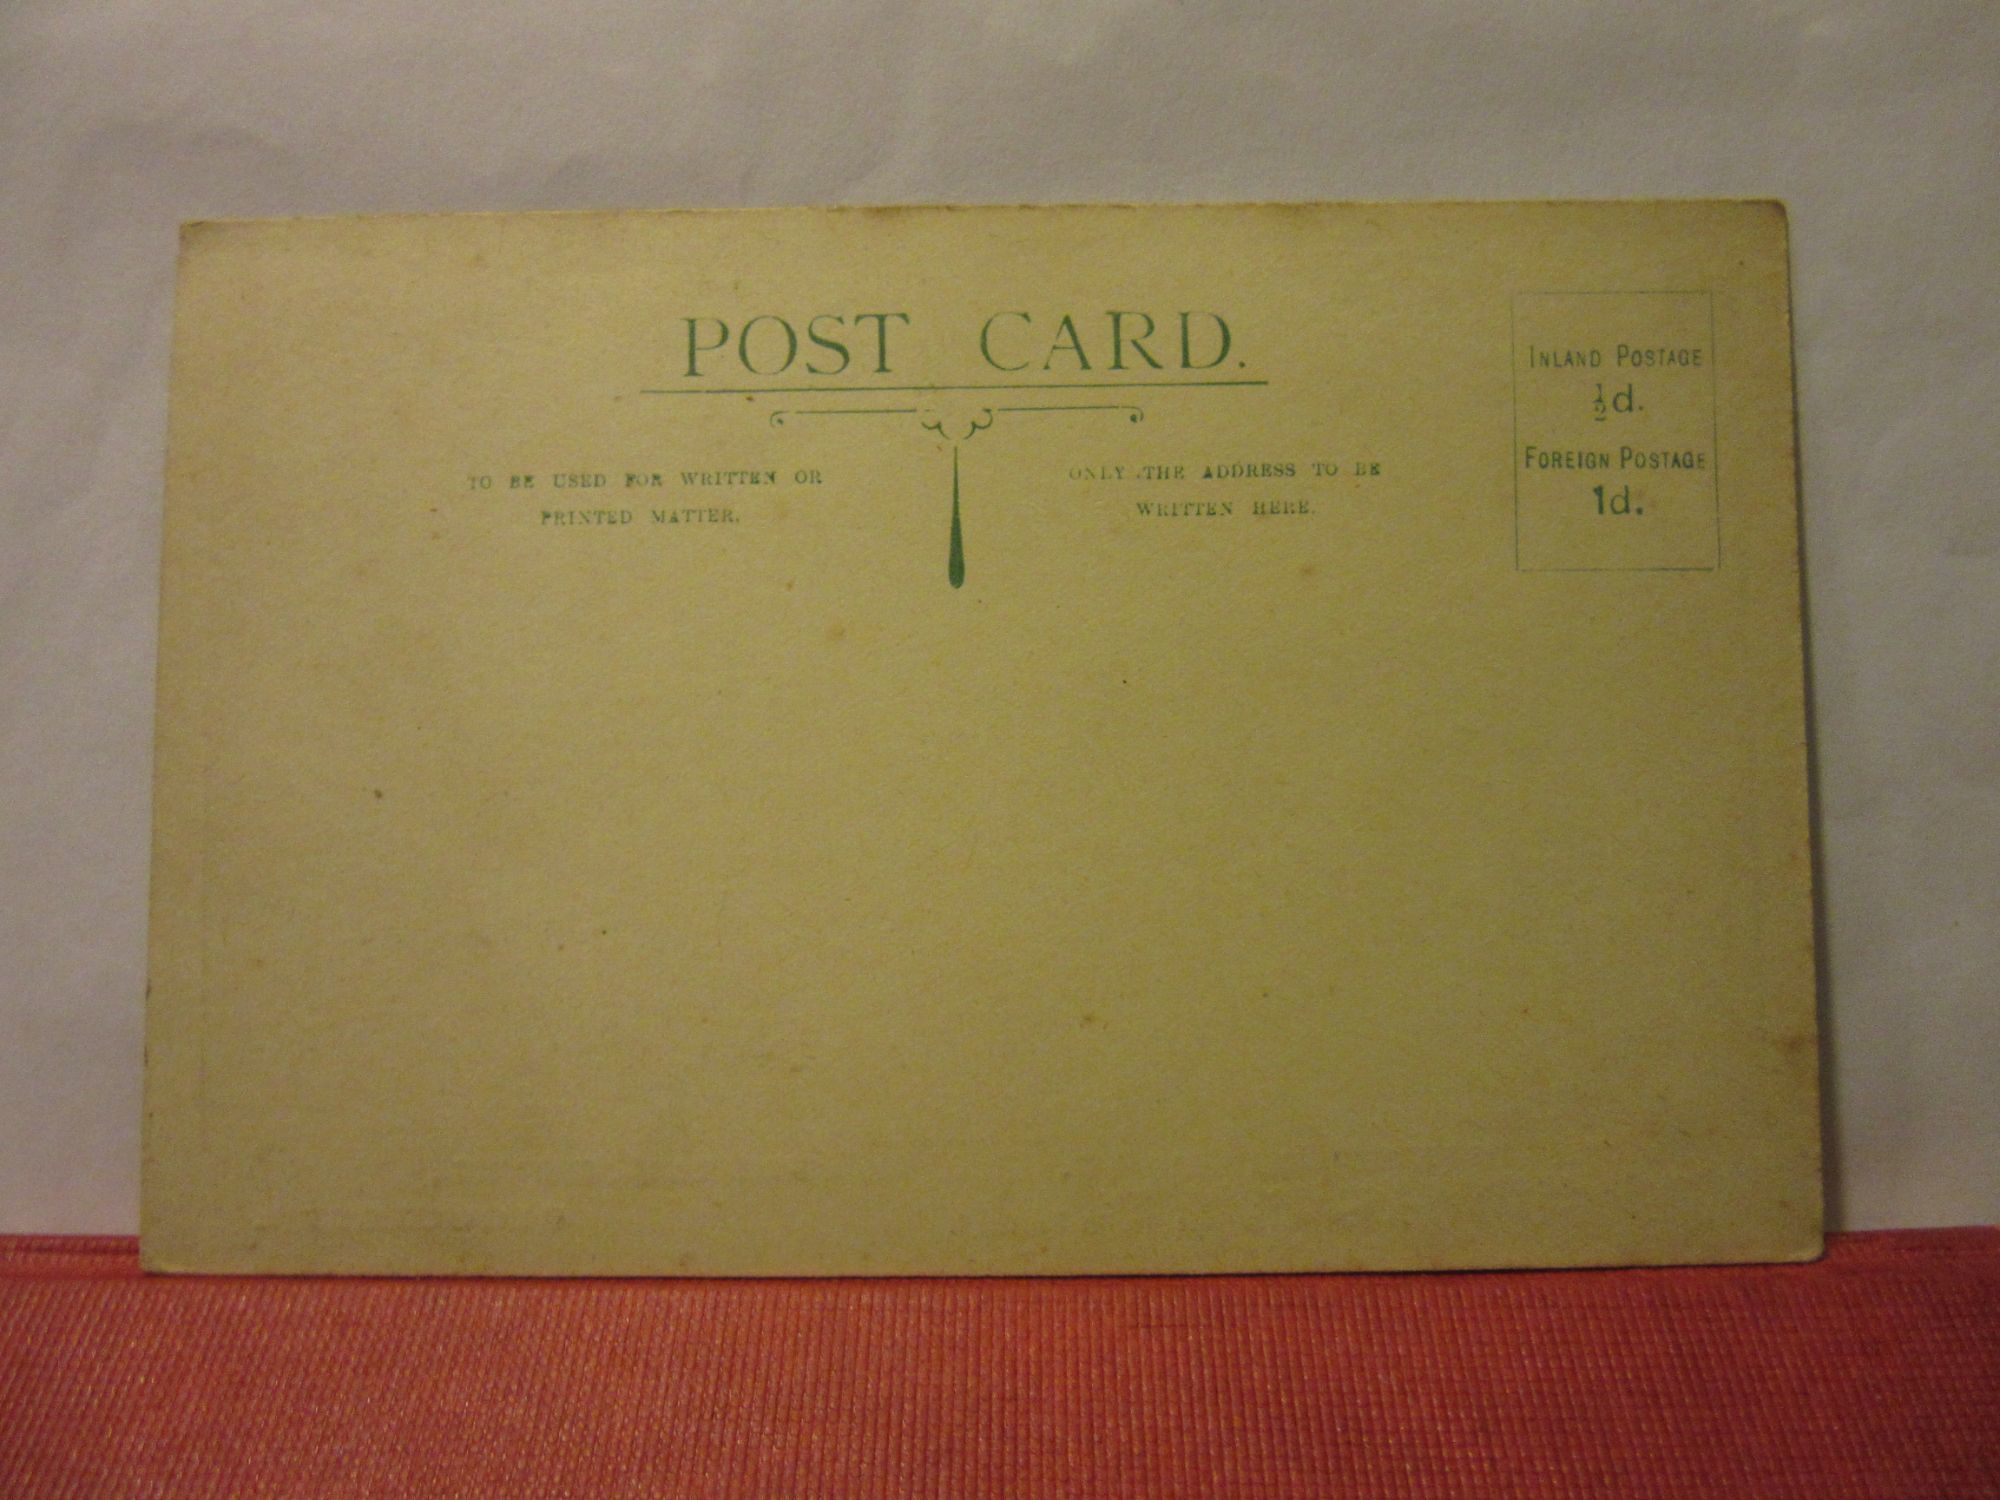 POST CARD.
TO BE USED FOR WRITTEN OR
PRINTED MATTER.
ONLY THE ADDRESS TO BE
WRITTEN HERE.
INLAND POSTAGE
½d.
FOREIGN POSTAGE
1d.